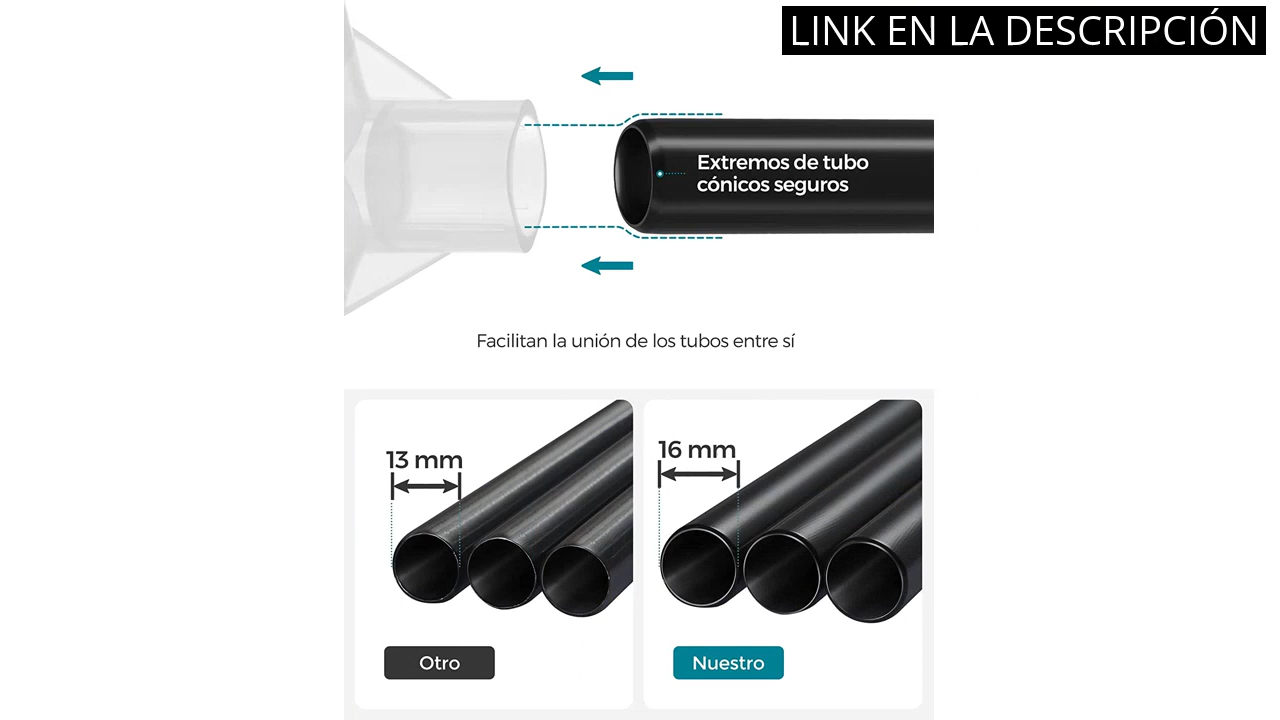 LINK EN LA DESCRIPCIÓN
Extremos de tubo
cónicos seguros
Facilitan la unión de los tubos entre sí
13 mm
16 mm
Otro
Nuestro